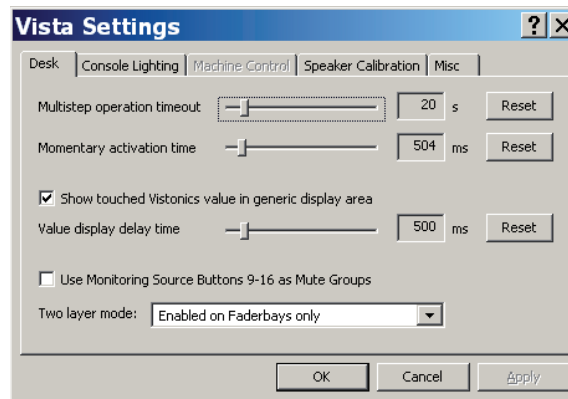 Vista Settings
Desk Console Lighting Machine Control Speaker Calibration Misc
Multistep operation timeout 20 s Reset
Momentary activation time 504 ms Reset
Show touched Vistonics value in generic display area
Value display delay time 500 ms Reset
Use Monitoring Source Buttons 9-16 as Mute Groups
Two layer mode: Enabled on Faderbays only
OK Cancel Apply